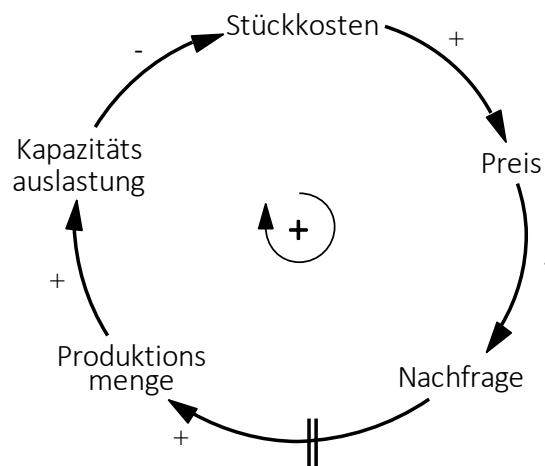 Stückkosten
+
-
Kapazitäts
auslastung
Preis
+
+
Produktions
menge
Nachfrage
+